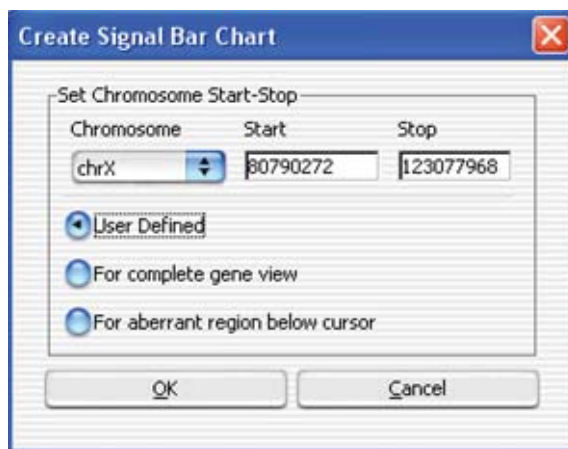 Create Signal Bar Chart
Set Chromosome Start-Stop
Chromosome Start Stop
chrX 80790272 123077968
User Defined
For complete gene view
For aberrant region below cursor
OK Cancel